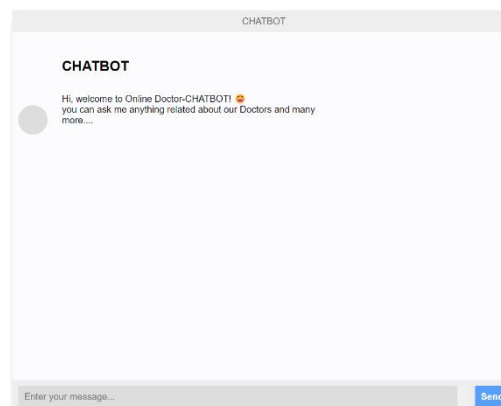 CHATBOT
CHATBOT
Hi, welcome to Online Doctor-CHATBOT! 😍
you can ask me anything related about our Doctors and many
more....
Enter your message...
Send